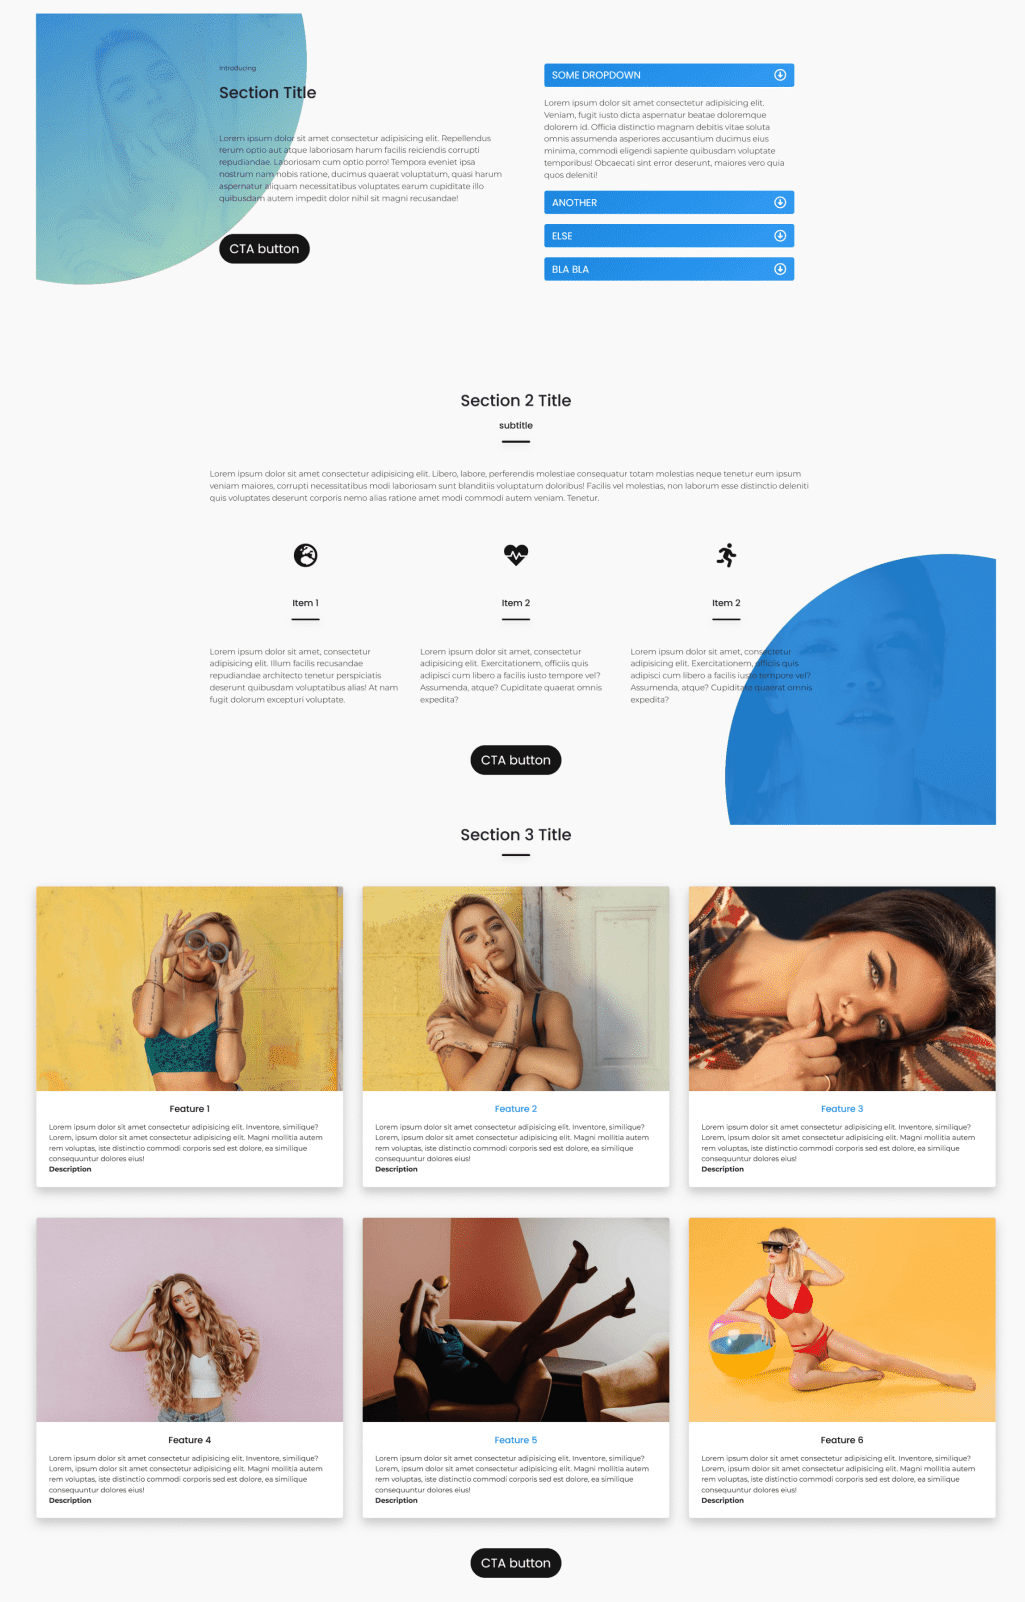 Introducing
Section Title
Lorem ipsum dolor sit amet consectetur adipisicing elit. Repellendus
rerum optio aut atque laboriosam harum facilis reiciendis corrupti
repudiandae. Laboriosam cum optio porro! Tempora eveniet ipsa
nostrum nam nobis ratione, ducimus quaerat voluptatum, quasi harum
aspernatur aliquam necessitatibus voluptates earum cupiditate illo
quibusdam autem impedit dolor nihil sit magni recusandae!
CTA button
SOME DROPDOWN
Lorem ipsum dolor sit amet consectetur adipisicing elit.
Veniam, fugit iusto dicta aspernatur beatae doloremque
dolorem id. Officia distinctio magnam debitis vitae soluta
omnis assumenda asperiores accusantium ducimus eius
minima, commodi eligendi sapiente quibusdam voluptate
temporibus! Obcaecati sint error deserunt, maiores vero quia
quos deleniti!
ANOTHER
ELSE
BLA BLA
Section 2 Title
subtitle
Lorem ipsum dolor sit amet consectetur adipisicing elit. Libero, labore, perferendis molestiae consequatur totam molestias neque tenetur eum ipsum
veniam maiores, corrupti necessitatibus modi laboriosam sunt blanditiis voluptatum doloribus! Facilis vel molestias, non laborum esse distinctio deleniti
quis voluptates deserunt corporis nemo alias ratione amet modi commodi autem veniam. Tenetur.
Item 1
Lorem ipsum dolor sit amet, consectetur
adipisicing elit. Illum facilis recusandae
repudiandae architecto tenetur perspiciatis
deserunt quibusdam voluptatibus alias! At nam
fugit dolorum excepturi voluptate.
Item 2
Lorem ipsum dolor sit amet, consectetur
adipisicing elit. Exercitationem, officiis quis
adipisci cum libero a facilis iusto tempore vel?
Assumenda, atque? Cupiditate quaerat omnis
expedita?
Item 2
Lorem ipsum dolor sit amet, consectetur
adipisicing elit. Exercitationem, officiis quis
adipisci cum libero a facilis iusto tempore vel?
Assumenda, atque? Cupiditate quaerat omnis
expedita?
CTA button
Section 3 Title
Feature 1
Lorem ipsum dolor sit amet consectetur adipisicing elit. Inventore, similique?
Lorem, ipsum dolor sit amet consectetur adipisicing elit. Magni mollitia autem
rem voluptas, iste distinctio commodi corporis sed est dolore, ea similique
consequuntur dolores eius!
Description
Feature 2
Lorem ipsum dolor sit amet consectetur adipisicing elit. Inventore, similique?
Lorem, ipsum dolor sit amet consectetur adipisicing elit. Magni mollitia autem
rem voluptas, iste distinctio commodi corporis sed est dolore, ea similique
consequuntur dolores eius!
Description
Feature 3
Lorem ipsum dolor sit amet consectetur adipisicing elit. Inventore, similique?
Lorem, ipsum dolor sit amet consectetur adipisicing elit. Magni mollitia autem
rem voluptas, iste distinctio commodi corporis sed est dolore, ea similique
consequuntur dolores eius!
Description
Feature 4
Lorem ipsum dolor sit amet consectetur adipisicing elit. Inventore, similique?
Lorem, ipsum dolor sit amet consectetur adipisicing elit. Magni mollitia autem
rem voluptas, iste distinctio commodi corporis sed est dolore, ea similique
consequuntur dolores eius!
Description
Feature 5
Lorem ipsum dolor sit amet consectetur adipisicing elit. Inventore, similique?
Lorem, ipsum dolor sit amet consectetur adipisicing elit. Magni mollitia autem
rem voluptas, iste distinctio commodi corporis sed est dolore, ea similique
consequuntur dolores eius!
Description
Feature 6
Lorem ipsum dolor sit amet consectetur adipisicing elit. Inventore, similique?
Lorem, ipsum dolor sit amet consectetur adipisicing elit. Magni mollitia autem
rem voluptas, iste distinctio commodi corporis sed est dolore, ea similique
consequuntur dolores eius!
Description
CTA button